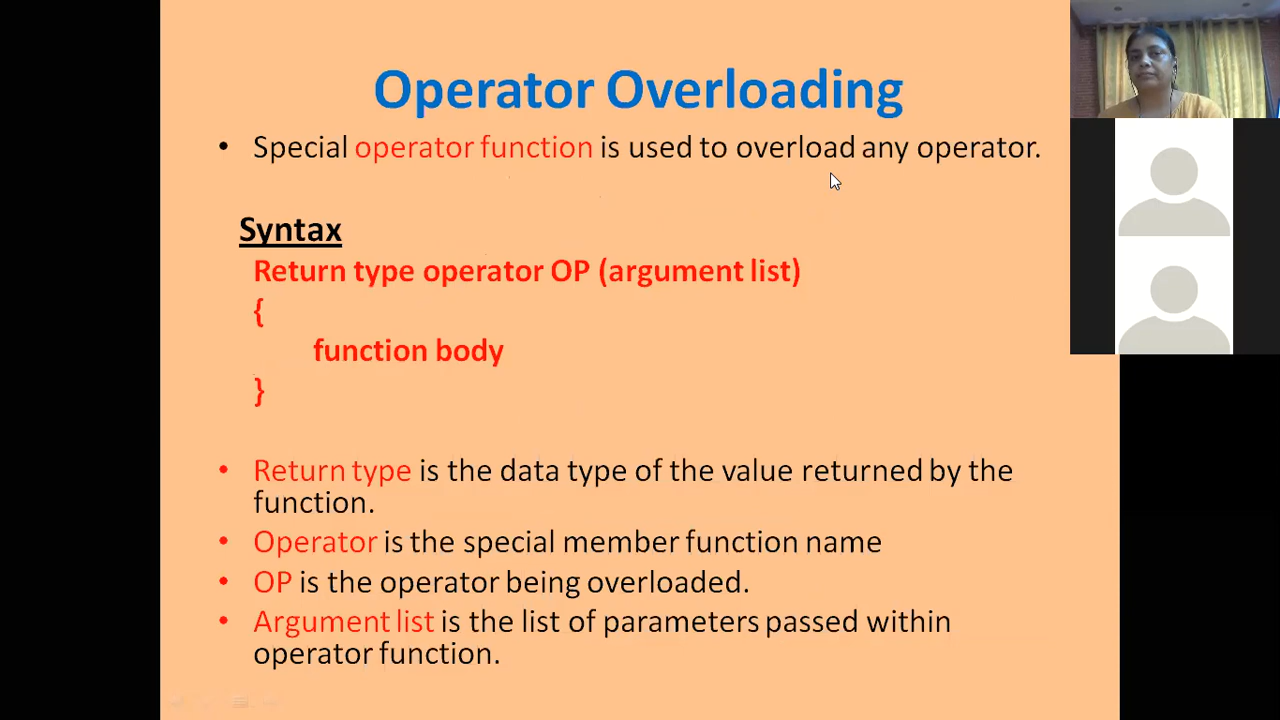 Operator Overloading
• Special operator function is used to overload any operator.
Syntax
Return type operator OP (argument list)
{
function body
}
• Return type is the data type of the value returned by the
function.
• Operator is the special member function name
• OP is the operator being overloaded.
• Argument list is the list of parameters passed within
operator function.